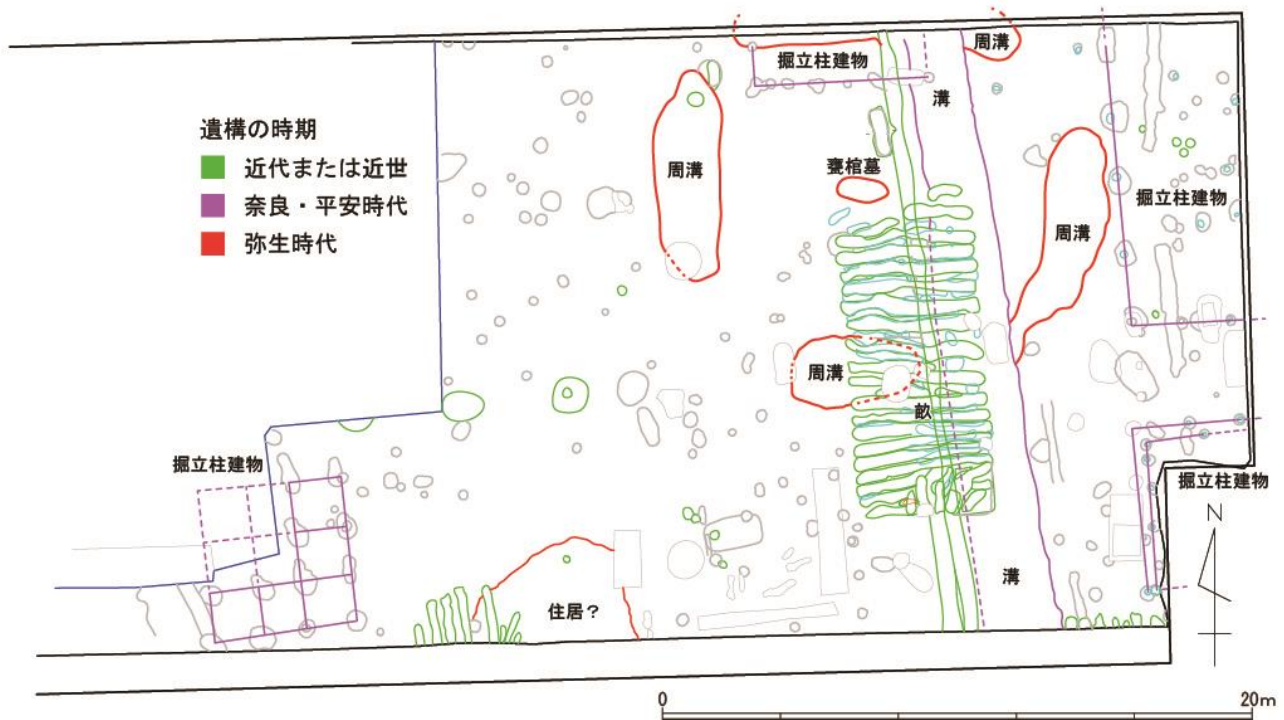 周溝
掘立柱建物
溝
遺構の時期
近代または近世
奈良・平安時代
弥生時代
周溝
甕棺墓
掘立柱建物
周溝
周溝
畝
掘立柱建物
掘立柱建物
N
溝
住居？
0
20m